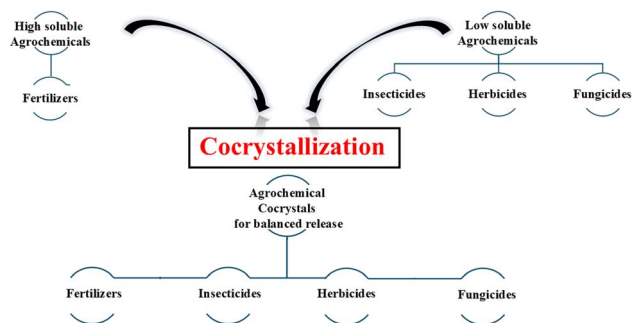 High soluble
Agrochemicals
Fertilizers
Low soluble
Agrochemicals
Insecticides
Herbicides
Fungicides
Cocrystallization
Agrochemical
Cocrystals
for balanced release
Fertilizers
Insecticides
Herbicides
Fungicides